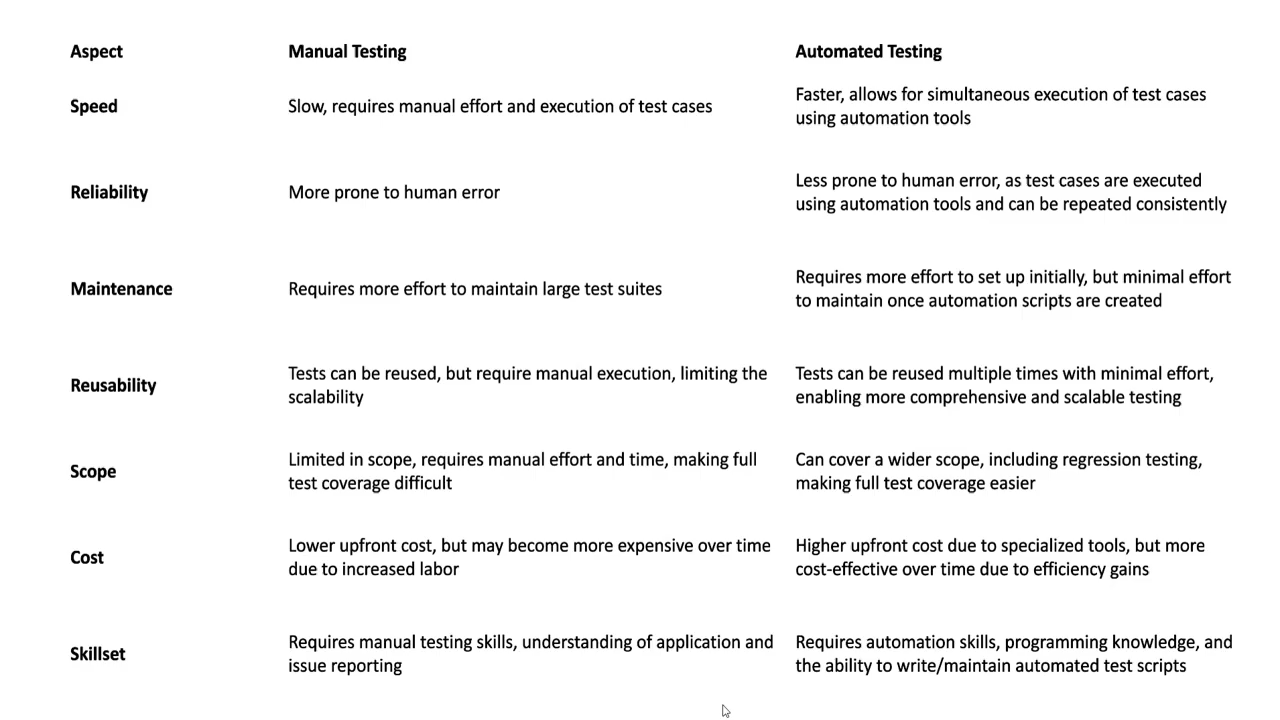 Aspect
Manual Testing
Automated Testing
Speed
Slow, requires manual effort and execution of test cases
Faster, allows for simultaneous execution of test cases
using automation tools
Reliability
More prone to human error
Less prone to human error, as test cases are executed
using automation tools and can be repeated consistently
Maintenance
Requires more effort to maintain large test suites
Requires more effort to set up initially, but minimal effort
to maintain once automation scripts are created
Reusability
Tests can be reused, but require manual execution, limiting the
scalability
Tests can be reused multiple times with minimal effort,
enabling more comprehensive and scalable testing
Scope
Limited in scope, requires manual effort and time, making full
test coverage difficult
Can cover a wider scope, including regression testing,
making full test coverage easier
Cost
Lower upfront cost, but may become more expensive over time
due to increased labor
Higher upfront cost due to specialized tools, but more
cost-effective over time due to efficiency gains
Skillset
Requires manual testing skills, understanding of application and
issue reporting
Requires automation skills, programming knowledge, and
the ability to write/maintain automated test scripts